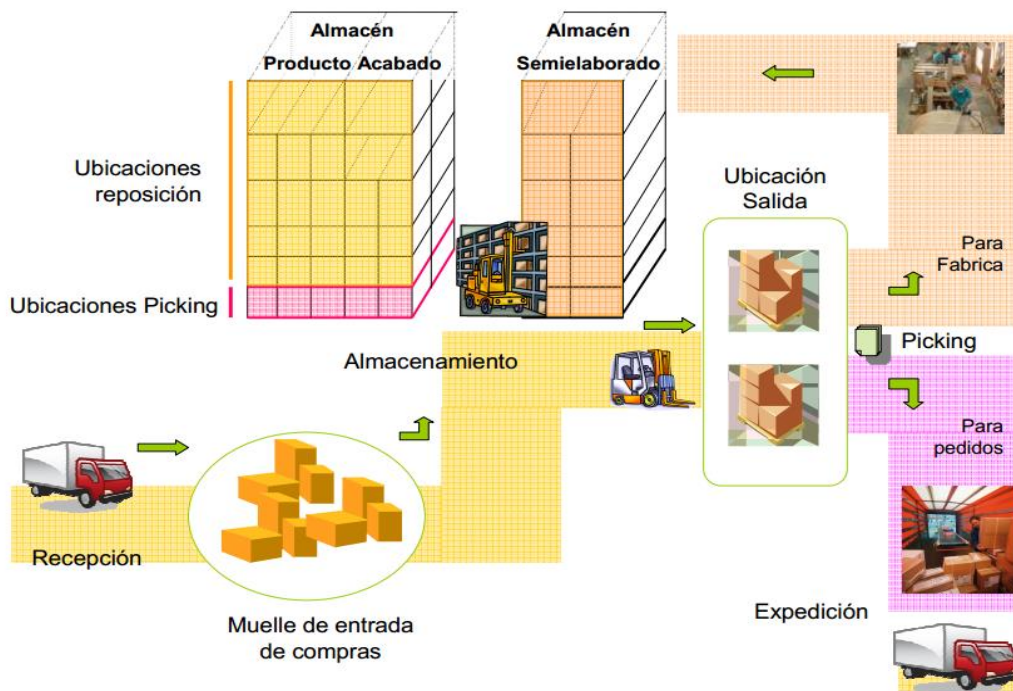 Almacén
Producto Acabado
Almacén
Semielaborado
Ubicaciones
reposición
Ubicaciones Picking
Ubicación
Salida
Para
Fabrica
Picking
Para
pedidos
Almacenamiento
Recepción
Muelle de entrada
de compras
Expedición